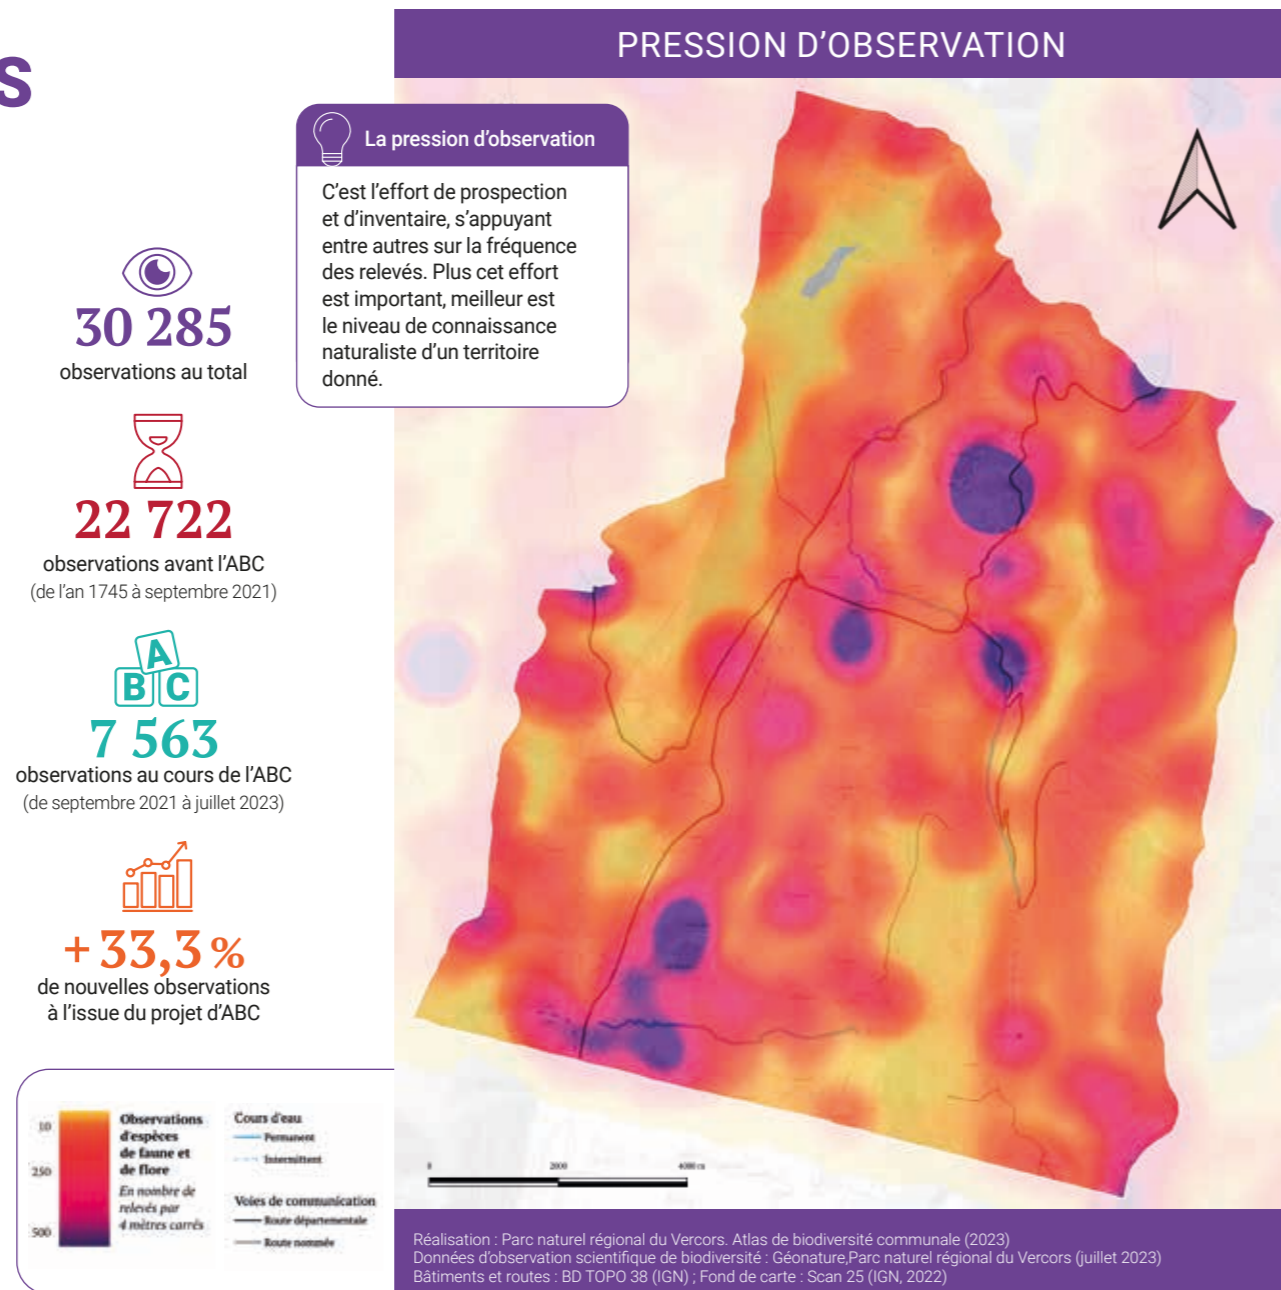 S
PRESSION D'OBSERVATION
La pression d'observation
C'est l'effort de prospection
et d'inventaire, s'appuyant
entre autres sur la fréquence
des relevés. Plus cet effort
est important, meilleur est
le niveau de connaissance
naturaliste d'un territoire
donné.
30 285
observations au total
22 722
observations avant l'ABC
(de l'an 1745 à septembre 2021)
A
B C
7 563
observations au cours de l'ABC
(de septembre 2021 à juillet 2023)
+ 33,3 %
de nouvelles observations
à l'issue du projet d'ABC
10
250
500
Observations
d'espèces
de faune et
de flore
En nombre de
relevés par
4 mètres carrés
Cours d'eau
Permanent
Intermittent
Voies de communication
Route départementale
Route nommée
0 2000 4000 m
Réalisation : Parc naturel régional du Vercors. Atlas de biodiversité communale (2023)
Données d'observation scientifique de biodiversité : Géonature,Parc naturel régional du Vercors (juillet 2023)
Bâtiments et routes : BD TOPO 38 (IGN) ; Fond de carte : Scan 25 (IGN, 2022)